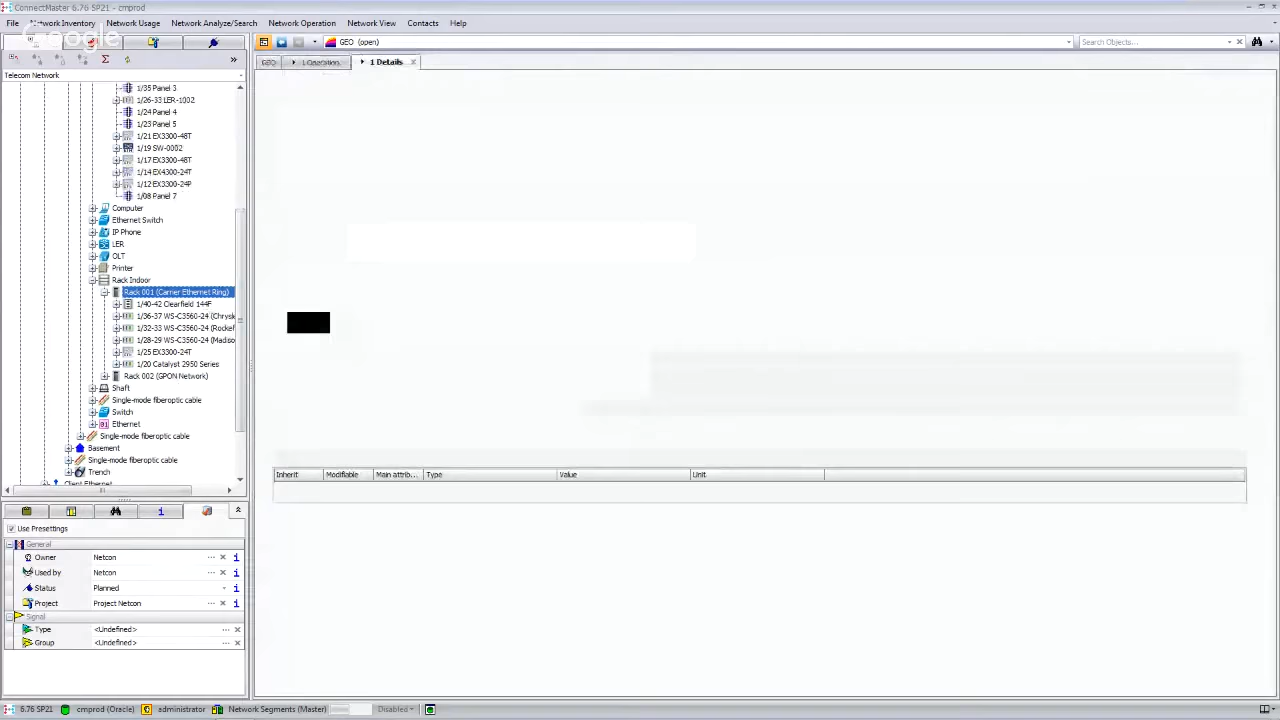 ConnectMaster 6.76-SP21 - cmprod
File Network Inventory Network Usage Network Analyze/Search Network Operation Network View Contacts Help
Google
GEO (open)
Search Objects...
Telecom Network
GEO 1 Operation. 1 Details
1/35 Panel 3
1/26-33 LER-1002
1/24 Panel 4
1/23 Panel 5
1/21 EX3300-48T
1/19 SW-0002
1/17 EX3300-48T
1/14 EX4300-24T
1/12 EX3300-24P
1/08 Panel 7
Computer
Ethernet Switch
IP Phone
LER
OLT
Printer
Rack Indoor
Rack 001 (Carrier Ethernet Ring)
1/40-42 Clearfield 144F
1/36-37 WS-C3560-24 (Chrysk
1/32-33 WS-C3560-24 (Rockef
1/28-29 WS-C3560-24 (Madiso
1/25 EX3300-24T
1/20 Catalyst 2950 Series
Rack 002 (GPON Network)
Shaft
Single-mode fiberoptic cable
Switch
Ethernet
Single-mode fiberoptic cable
Basement
Single-mode fiberoptic cable
Trench
Client Ethernet
Inherit Modifiable Main attrib... Type Value Unit
Use Presettings
General
Owner Netcon
Used by Netcon
Status Planned
Project Project Netcon
Signal
Type <Undefined>
Group <Undefined>
6.76 SP21 cmprod (Oracle) administrator Network Segments (Master) Disabled